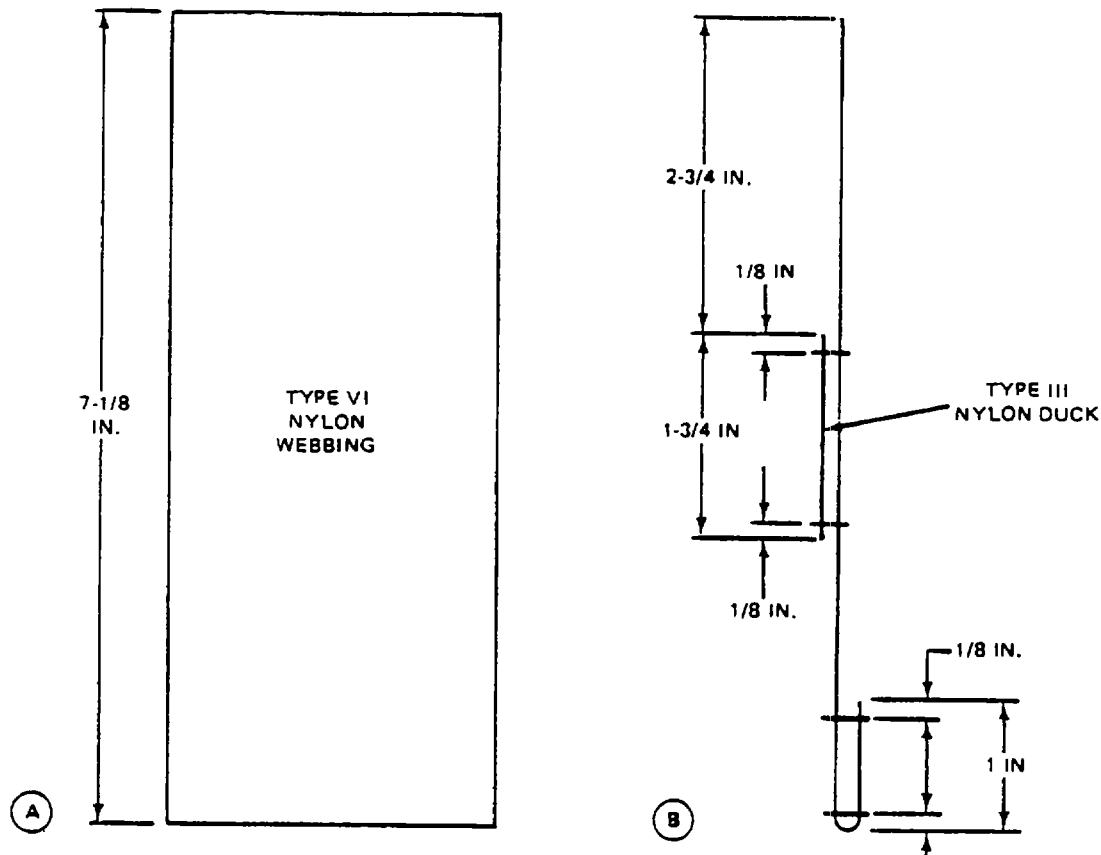 7-1/8
IN.
TYPE VI
NYLON
WEBBING
A
2-3/4 IN.
1/8 IN
1-3/4 IN
TYPE III
NYLON DUCK
1/8 IN.
1/8 IN.
1 IN
B